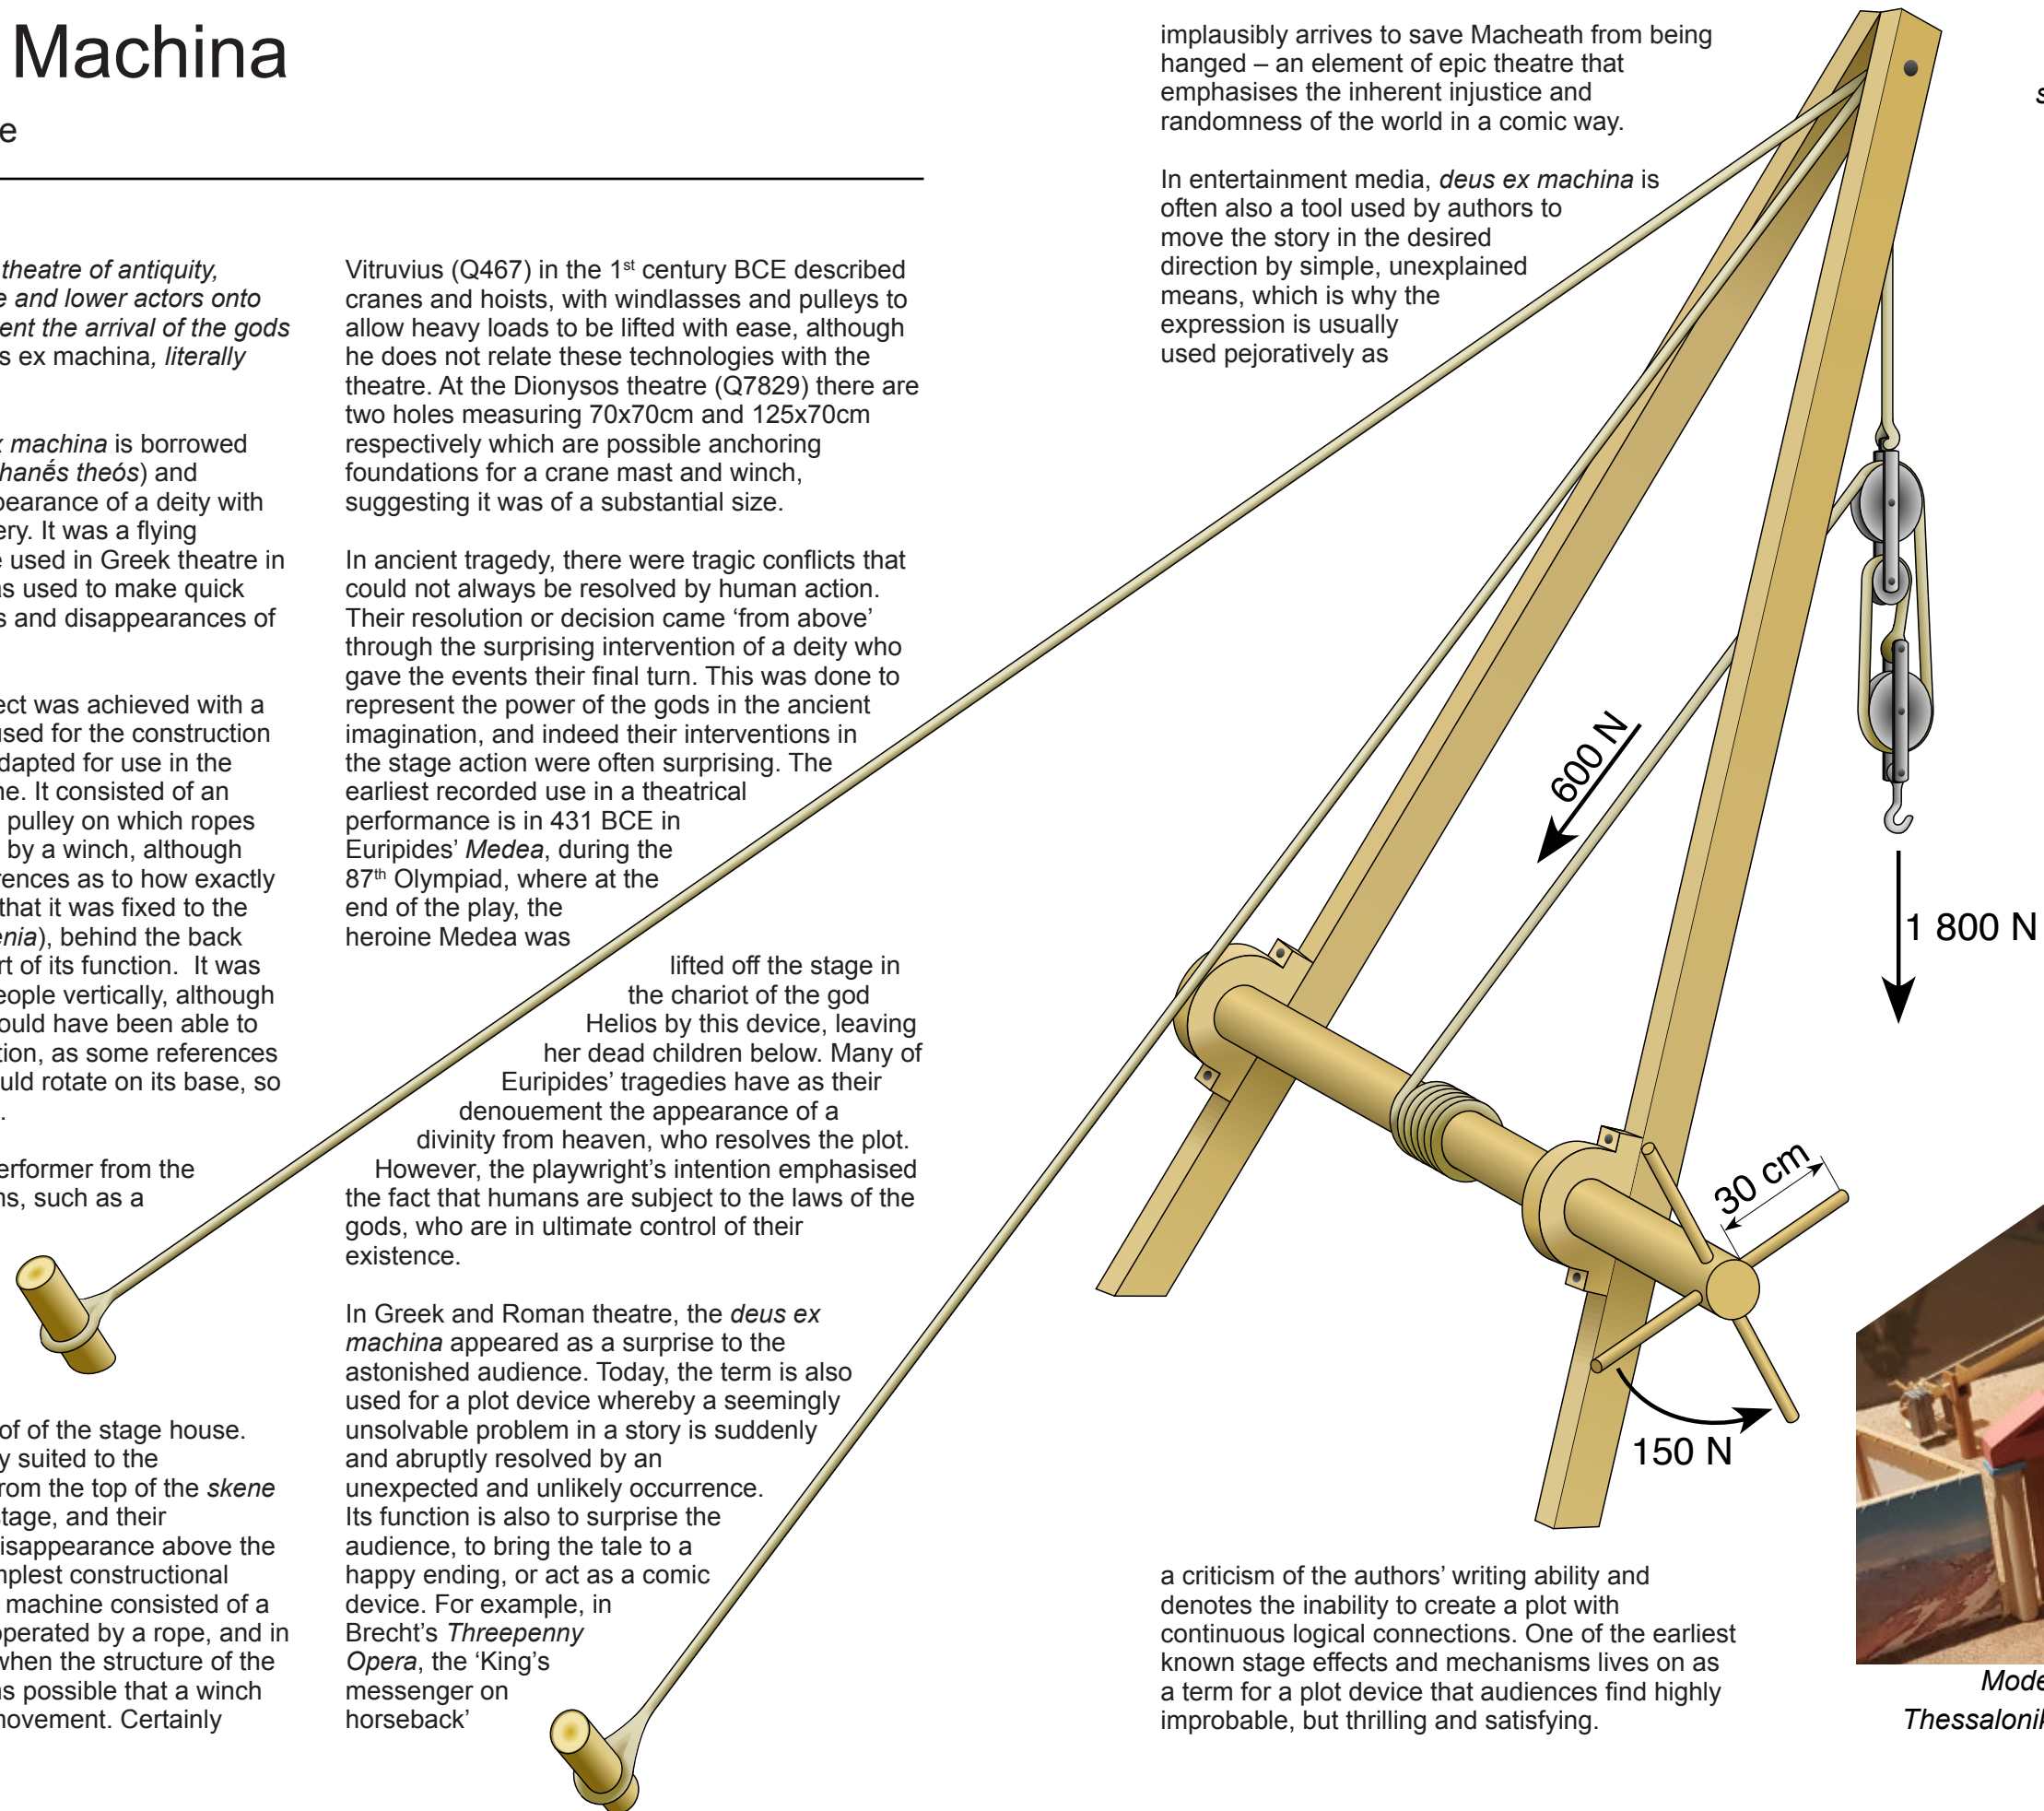 Machina
e
theatre of antiquity,
e and lower actors onto
ent the arrival of the gods
s ex machina, literally
x machina is borrowed
hanḗs theós) and
pearance of a deity with
ery. It was a flying
e used in Greek theatre in
as used to make quick
s and disappearances of
ect was achieved with a
used for the construction
dapted for use in the
ne. It consisted of an
pulley on which ropes
by a winch, although
rences as to how exactly
that it was fixed to the
enia), behind the back
rt of its function. It was
eople vertically, although
ould have been able to
tion, as some references
uld rotate on its base, so
.
erformer from the
ns, such as a
of of the stage house.
y suited to the
rom the top of the skene
stage, and their
isappearance above the
mplest constructional
machine consisted of a
operated by a rope, and in
when the structure of the
as possible that a winch
movement. Certainly
Vitruvius (Q467) in the 1st century BCE described
cranes and hoists, with windlasses and pulleys to
allow heavy loads to be lifted with ease, although
he does not relate these technologies with the
theatre. At the Dionysos theatre (Q7829) there are
two holes measuring 70x70cm and 125x70cm
respectively which are possible anchoring
foundations for a crane mast and winch,
suggesting it was of a substantial size.
In ancient tragedy, there were tragic conflicts that
could not always be resolved by human action.
Their resolution or decision came ‘from above’
through the surprising intervention of a deity who
gave the events their final turn. This was done to
represent the power of the gods in the ancient
imagination, and indeed their interventions in
the stage action were often surprising. The
earliest recorded use in a theatrical
performance is in 431 BCE in
Euripides’ Medea, during the
87th Olympiad, where at the
end of the play, the
heroine Medea was
lifted off the stage in
the chariot of the god
Helios by this device, leaving
her dead children below. Many of
Euripides’ tragedies have as their
denouement the appearance of a
divinity from heaven, who resolves the plot.
However, the playwright’s intention emphasised
the fact that humans are subject to the laws of the
gods, who are in ultimate control of their
existence.
In Greek and Roman theatre, the deus ex
machina appeared as a surprise to the
astonished audience. Today, the term is also
used for a plot device whereby a seemingly
unsolvable problem in a story is suddenly
and abruptly resolved by an
unexpected and unlikely occurrence.
Its function is also to surprise the
audience, to bring the tale to a
happy ending, or act as a comic
device. For example, in
Brecht’s Threepenny
Opera, the ‘King’s
messenger on
horseback’
implausibly arrives to save Macheath from being
hanged – an element of epic theatre that
emphasises the inherent injustice and
randomness of the world in a comic way.
In entertainment media, deus ex machina is
often also a tool used by authors to
move the story in the desired
direction by simple, unexplained
means, which is why the
expression is usually
used pejoratively as
a criticism of the authors’ writing ability and
denotes the inability to create a plot with
continuous logical connections. One of the earliest
known stage effects and mechanisms lives on as
a term for a plot device that audiences find highly
improbable, but thrilling and satisfying.
600 N
1 800 N
30 cm
150 N
s
Mode
Thessalonik